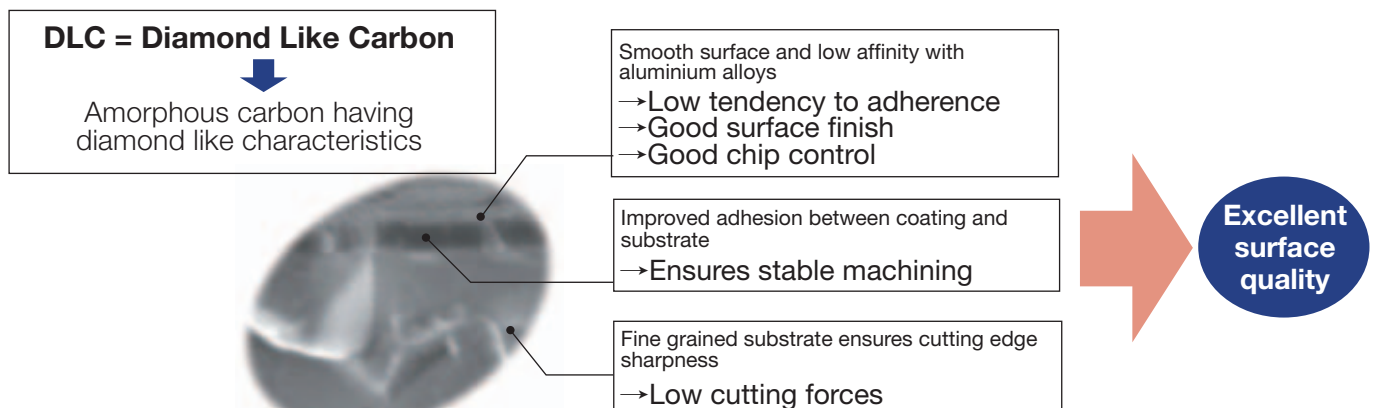 DLC = Diamond Like Carbon
Amorphous carbon having
diamond like characteristics
Smooth surface and low affinity with
aluminium alloys
→Low tendency to adherence
→Good surface finish
→Good chip control
Improved adhesion between coating and
substrate
→Ensures stable machining
Fine grained substrate ensures cutting edge
sharpness
→Low cutting forces
Excellent
surface
quality